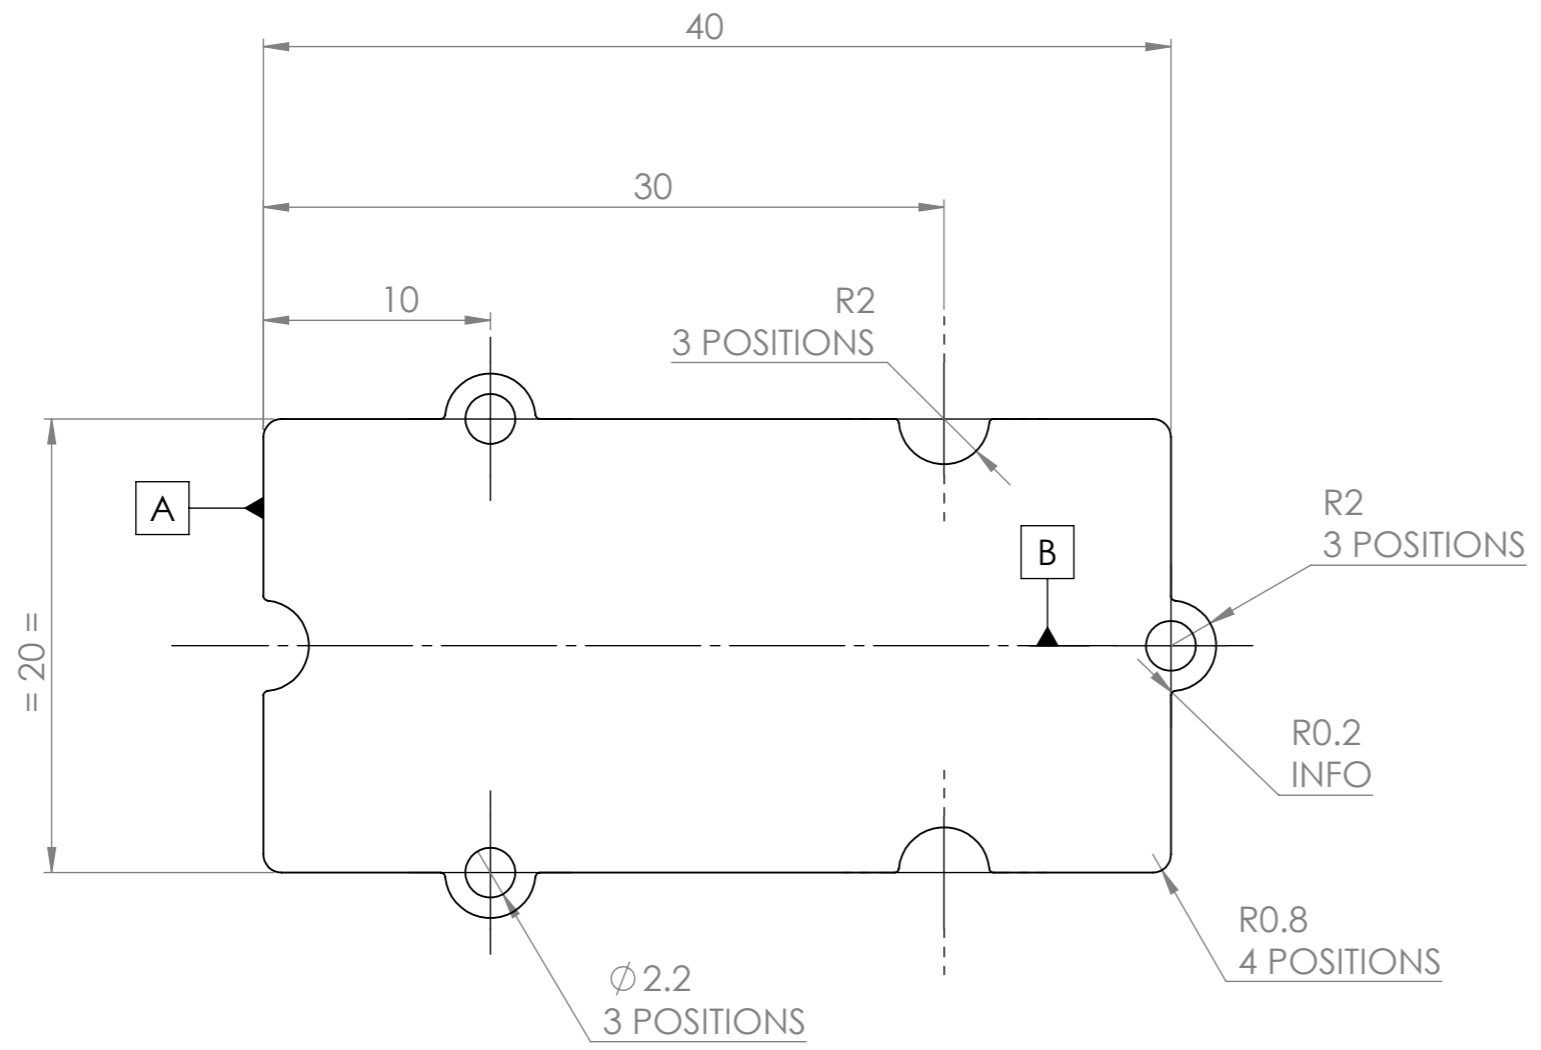 40
30
10
R2
3 POSITIONS
A
R2
3 POSITIONS
B
= 20 =
R0.2
INFO
R0.8
4 POSITIONS
∅2.2
3 POSITIONS